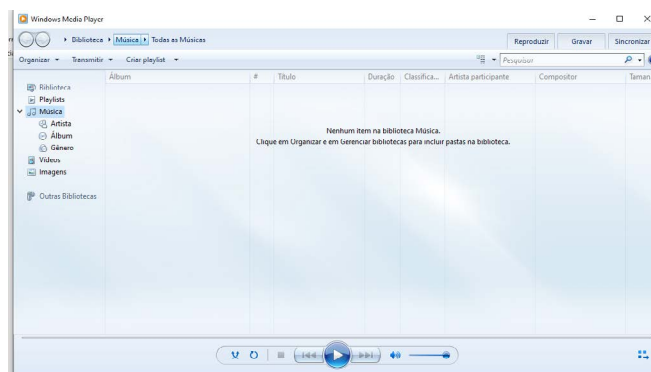 Windows Media Player
Biblioteca Música Todas as Músicas
Reproduzir Gravar Sincronizar
Organizar Transmitir Criar playlist
Pesquisar
Álbum # Título Duração Classifica... Artista participante Compositor Taman
Biblioteca
Playlists
Música
Artista
Álbum
Gênero
Vídeos
Imagens
Outras Bibliotecas
Nenhum item na biblioteca Música.
Clique em Organizar e em Gerenciar bibliotecas para incluir pastas na biblioteca.